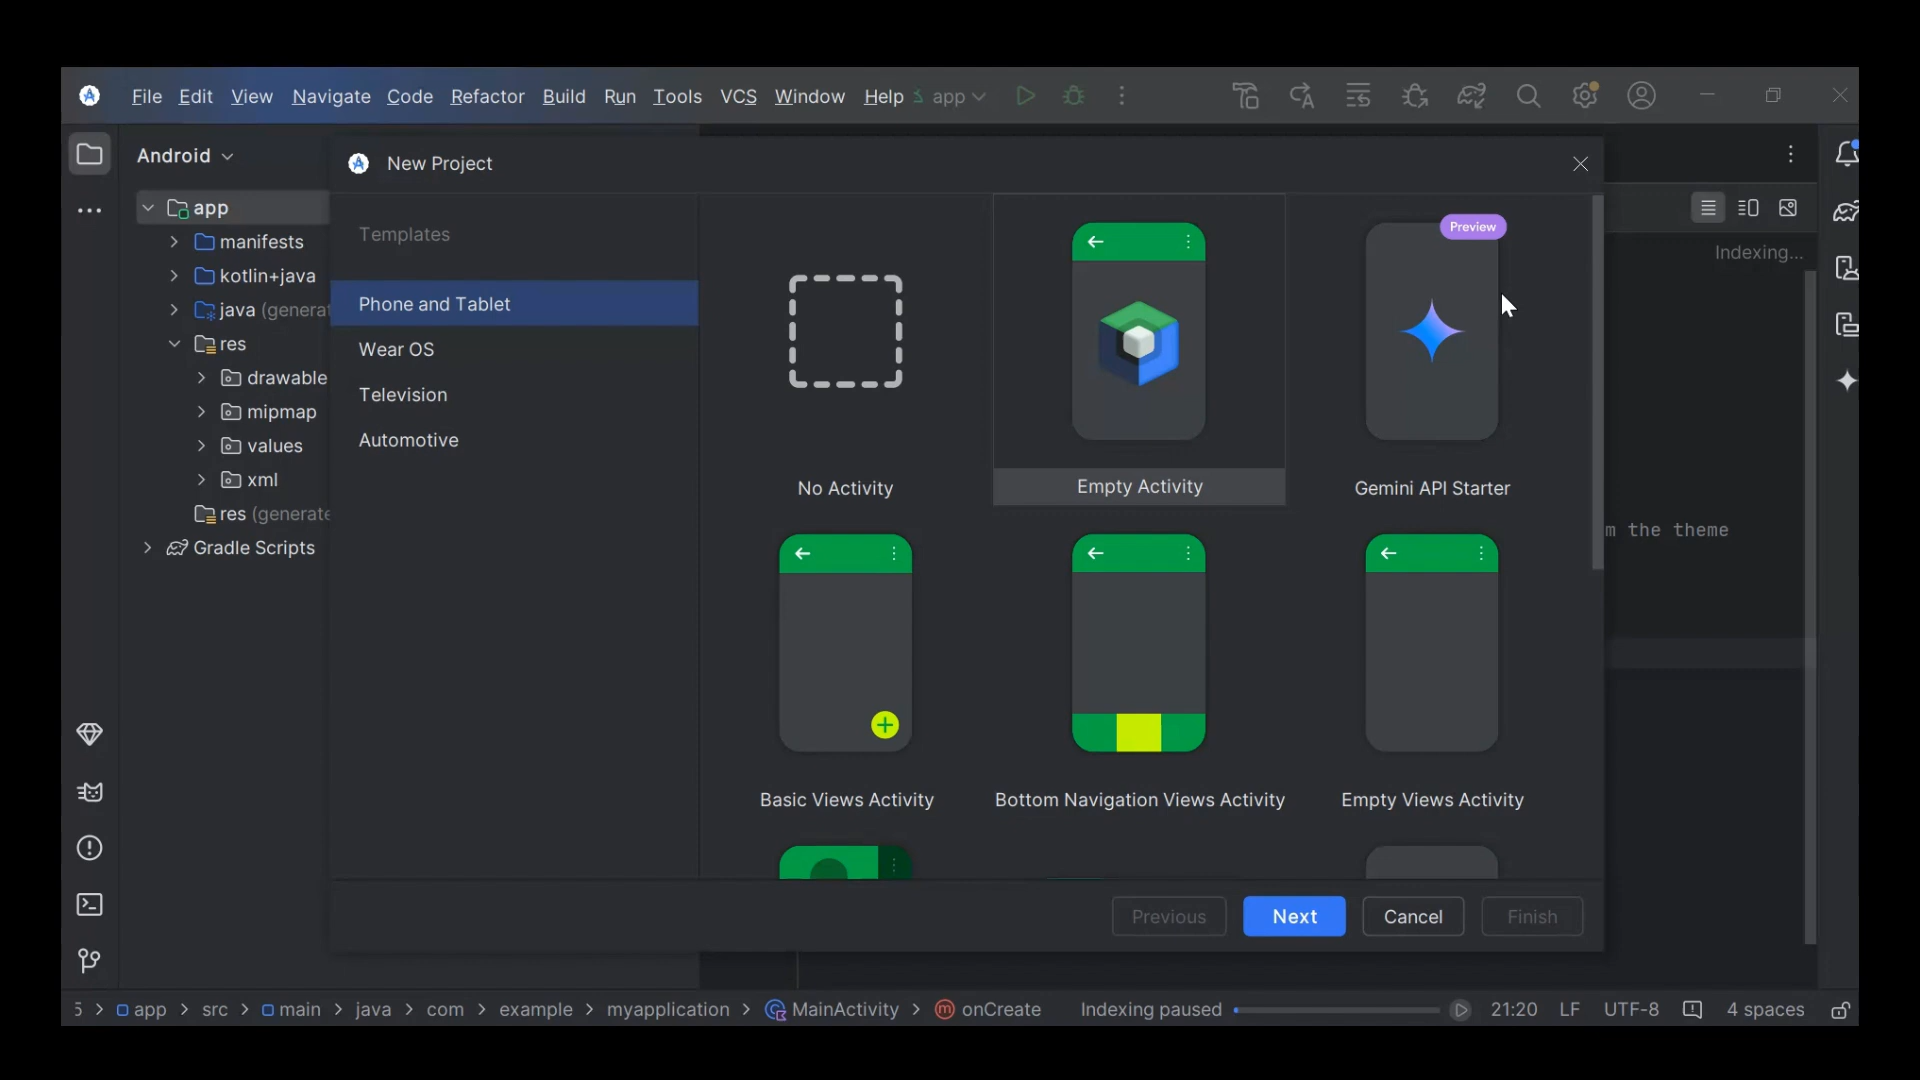 File Edit View Navigate Code Refactor Build Run Tools VCS Window Help app
Android
New Project
app
manifests
kotlin+java
java (generat
res
drawable
mipmap
values
xml
res (generate
Gradle Scripts
Templates
Phone and Tablet
Wear OS
Television
Automotive
Preview
No Activity
Empty Activity
Gemini API Starter
Basic Views Activity
Bottom Navigation Views Activity
Empty Views Activity
Indexing...
m the theme
Previous
Next
Cancel
Finish
5 > app > src > main > java > com > example > myapplication > MainActivity > onCreate Indexing paused 21:20 LF UTF-8 4 spaces